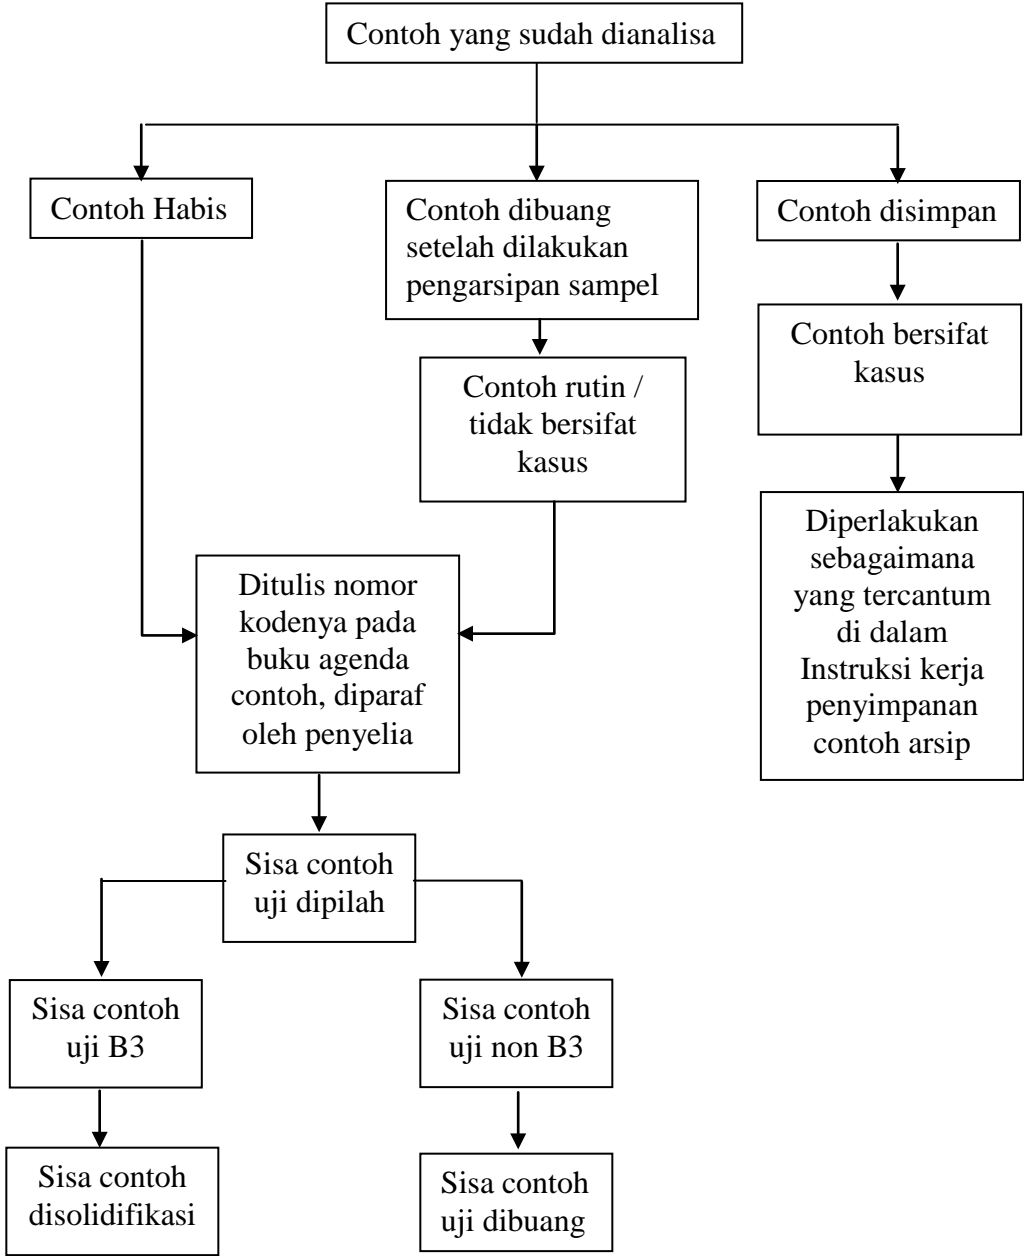 Contoh yang sudah dianalisa
Contoh Habis
Contoh dibuang
setelah dilakukan
pengarsipan sampel
Contoh disimpan
Contoh rutin /
tidak bersifat
kasus
Contoh bersifat
kasus
Diperlakukan
sebagaimana
yang tercantum
di dalam
Instruksi kerja
penyimpanan
contoh arsip
Ditulis nomor
kodenya pada
buku agenda
contoh, diparaf
oleh penyelia
Sisa contoh
uji dipilah
Sisa contoh
uji B3
Sisa contoh
uji non B3
Sisa contoh
disolidifikasi
Sisa contoh
uji dibuang